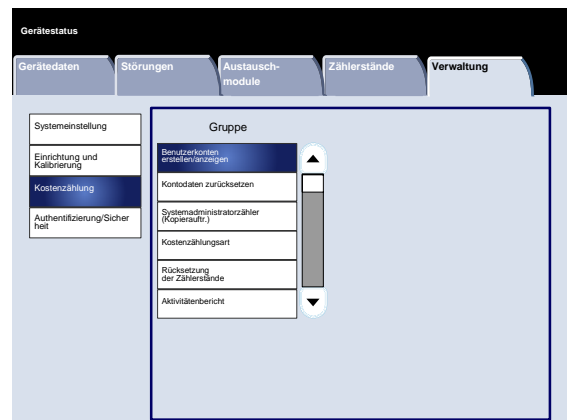 Gerätestatus
Gerätedaten
Störungen
Austausch-
module
Zählerstände
Verwaltung
Systemeinstellung
Einrichtung und
Kalibrierung
Kostenzählung
Authentifizierung/Sicher
heit
Gruppe
Benutzerkonten
erstellen/anzeigen
Kontodaten zurücksetzen
Systemadministratorzähler
(Kopierauftr.)
Kostenzählungsart
Rücksetzung
der Zählerstände
Aktivitätenbericht